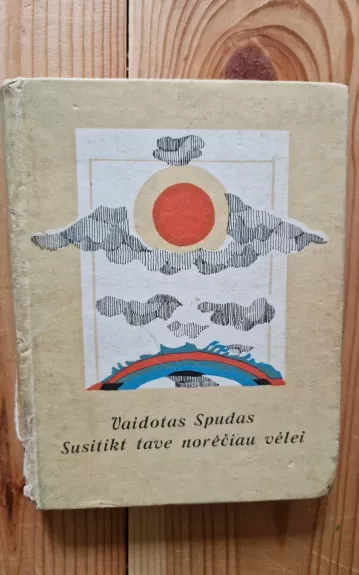 Vaidotas Spudas
Susitikt tave norėčiau vėlei